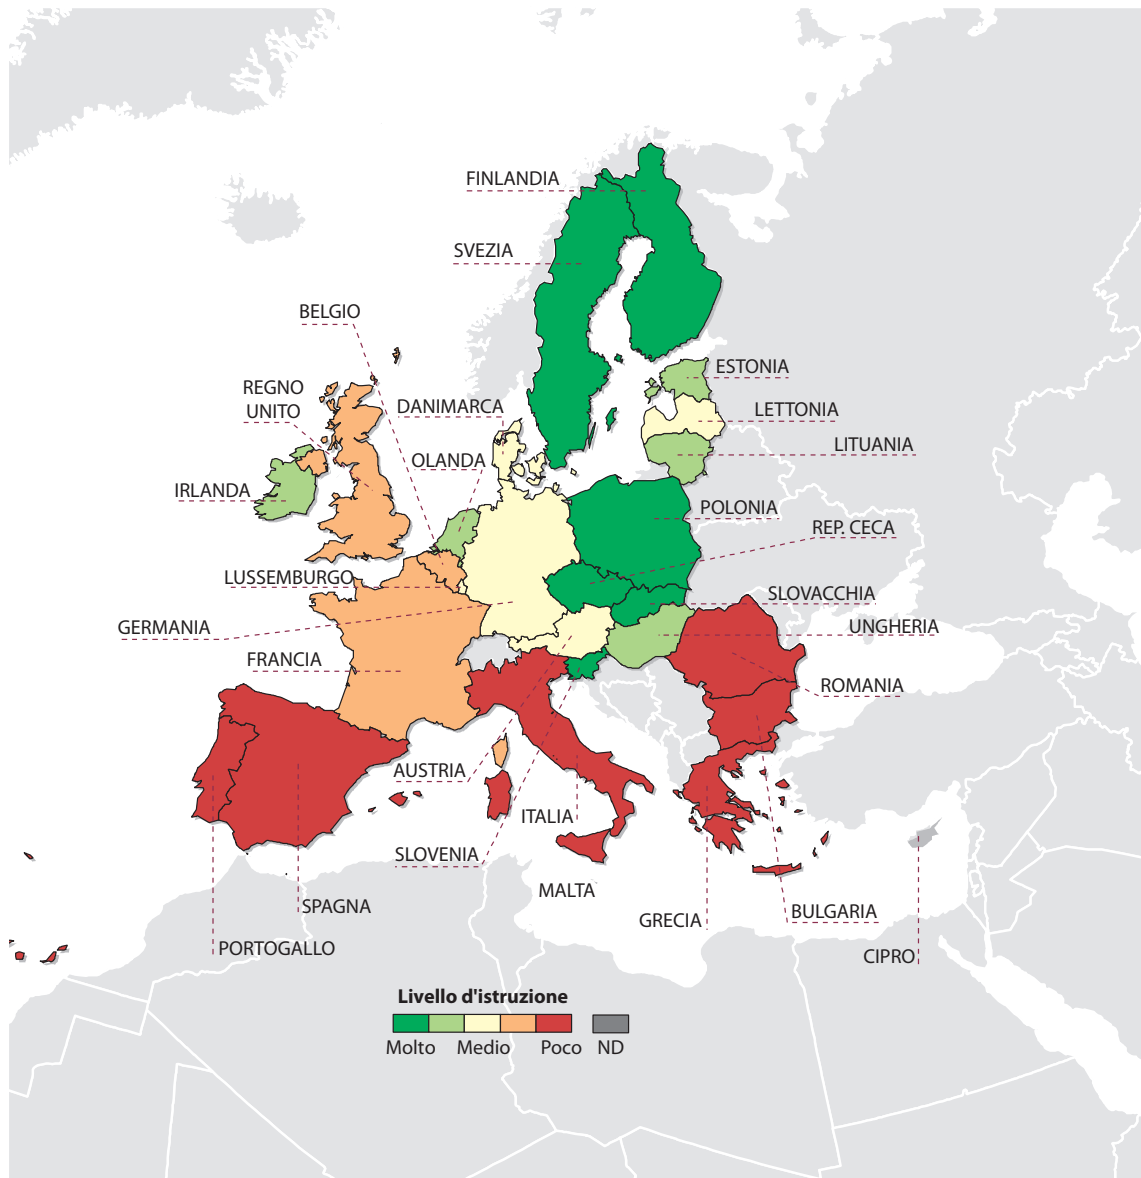 FINLANDIA
SVEZIA
BELGIO
ESTONIA
REGNO
UNITO
DANIMARCA
LETTONIA
LITUANIA
OLANDA
IRLANDA
POLONIA
REP. CECA
LUSSEMBURGO
SLOVACCHIA
GERMANIA
UNGHERIA
FRANCIA
ROMANIA
AUSTRIA
ITALIA
SLOVENIA
MALTA
SPAGNA
BULGARIA
GRECIA
PORTOGALLO
CIPRO
Livello d'istruzione
Molto Medio Poco ND